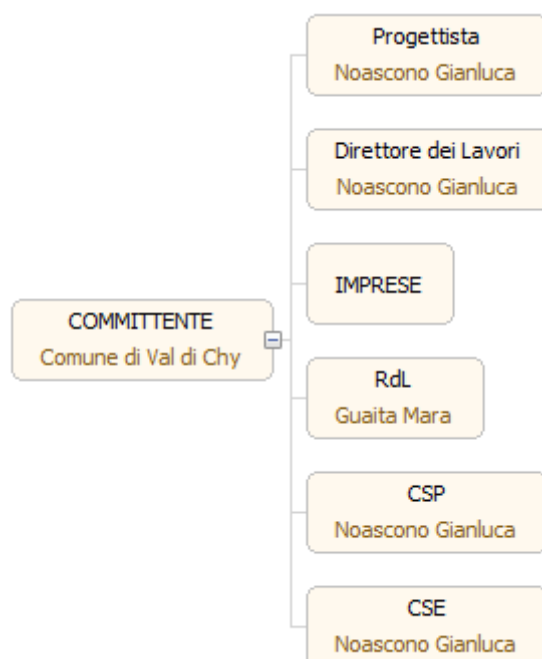 Progettista
Noascono Gianluca
Direttore dei Lavori
Noascono Gianluca
IMPRESE
COMMITTENTE
Comune di Val di Chy
RdL
Guaita Mara
CSP
Noascono Gianluca
CSE
Noascono Gianluca